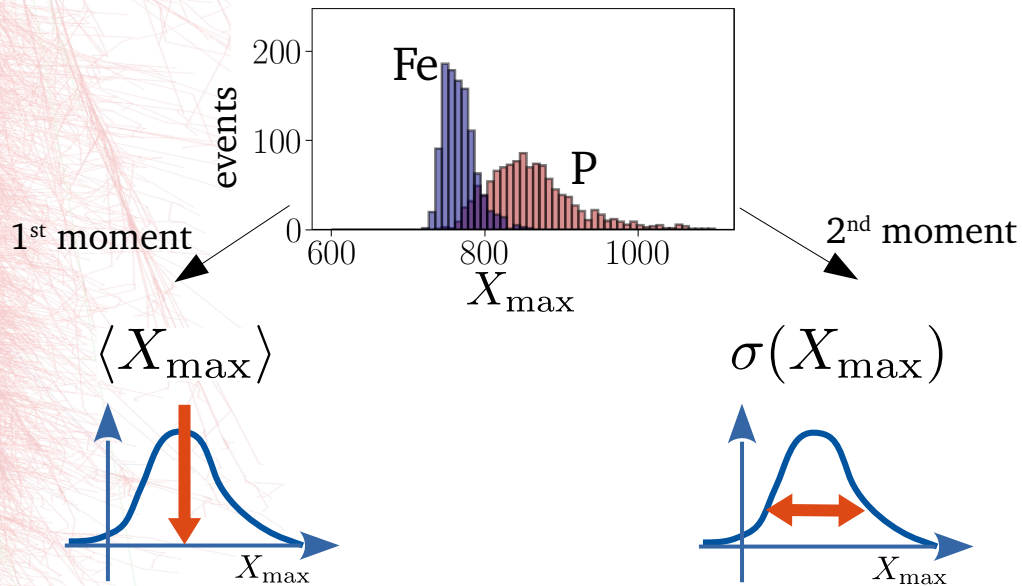 200
Fe
events
100
P
0
600 800 1000
X_max
1st moment
2nd moment
⟨X_max⟩
σ(X_max)
X_max
X_max